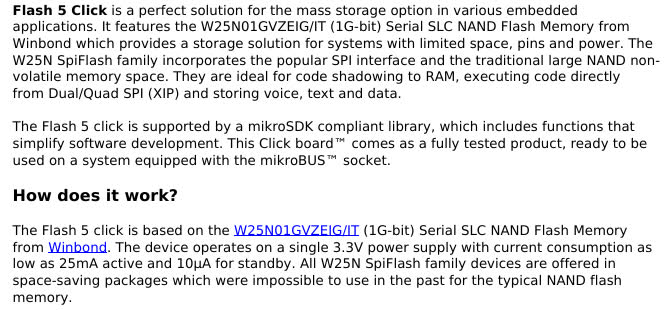 Flash 5 Click is a perfect solution for the mass storage option in various embedded
applications. It features the W25N01GVZEIG/IT (1G-bit) Serial SLC NAND Flash Memory from
Winbond which provides a storage solution for systems with limited space, pins and power. The
W25N SpiFlash family incorporates the popular SPI interface and the traditional large NAND non-
volatile memory space. They are ideal for code shadowing to RAM, executing code directly
from Dual/Quad SPI (XIP) and storing voice, text and data.
The Flash 5 click is supported by a mikroSDK compliant library, which includes functions that
simplify software development. This Click board™ comes as a fully tested product, ready to be
used on a system equipped with the mikroBUS™ socket.
How does it work?
The Flash 5 click is based on the W25N01GVZEIG/IT (1G-bit) Serial SLC NAND Flash Memory
from Winbond. The device operates on a single 3.3V power supply with current consumption as
low as 25mA active and 10µA for standby. All W25N SpiFlash family devices are offered in
space-saving packages which were impossible to use in the past for the typical NAND flash
memory.